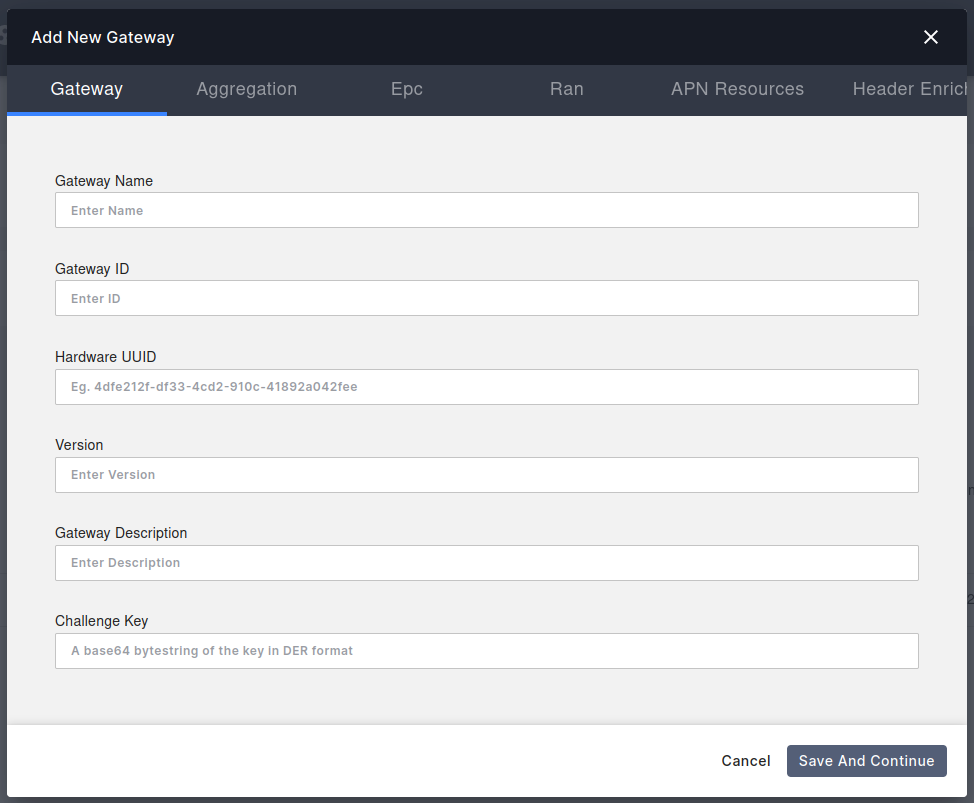 Add New Gateway
Gateway Aggregation Epc Ran APN Resources Header Enrich
Gateway Name
Enter Name
Gateway ID
Enter ID
Hardware UUID
Eg. 4dfe212f-df33-4cd2-910c-41892a042fee
Version
Enter Version
Gateway Description
Enter Description
Challenge Key
A base64 bytestring of the key in DER format
Cancel Save And Continue